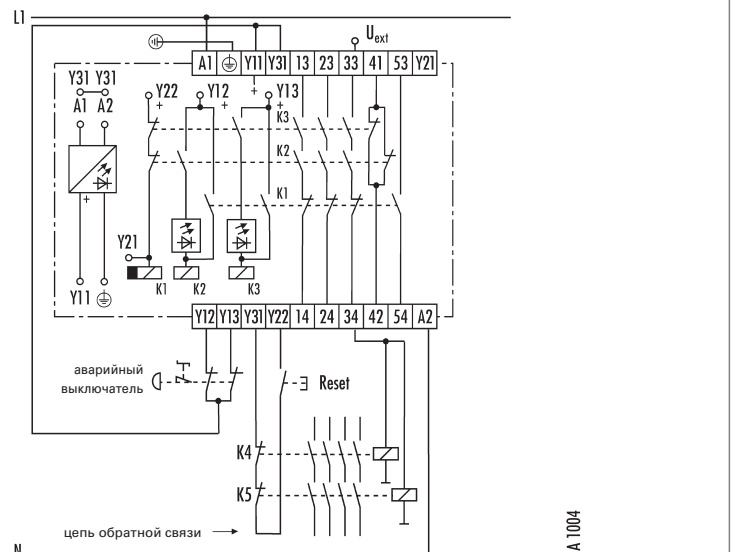 L1
U ext
A1 Y11 Y31 13 23 33 41 53 Y21
Y31 Y31
A1 A2
Y22
+
Y12
+
+
Y13
+
K3
K2
K1
+
Y21
K1 K2 K3
Y11
Y12 Y13 Y31 Y22 14 24 34 42 54 A2
аварийный
выключатель
Reset
K4
K5
цепь обратной связи
N
A 1004